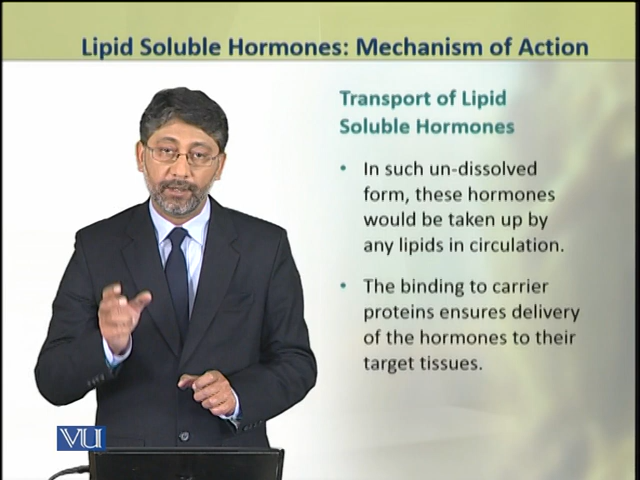 Lipid Soluble Hormones: Mechanism of Action
Transport of Lipid
Soluble Hormones
• In such un-dissolved
form, these hormones
would be taken up by
any lipids in circulation.
• The binding to carrier
proteins ensures delivery
of the hormones to their
target tissues.
VU